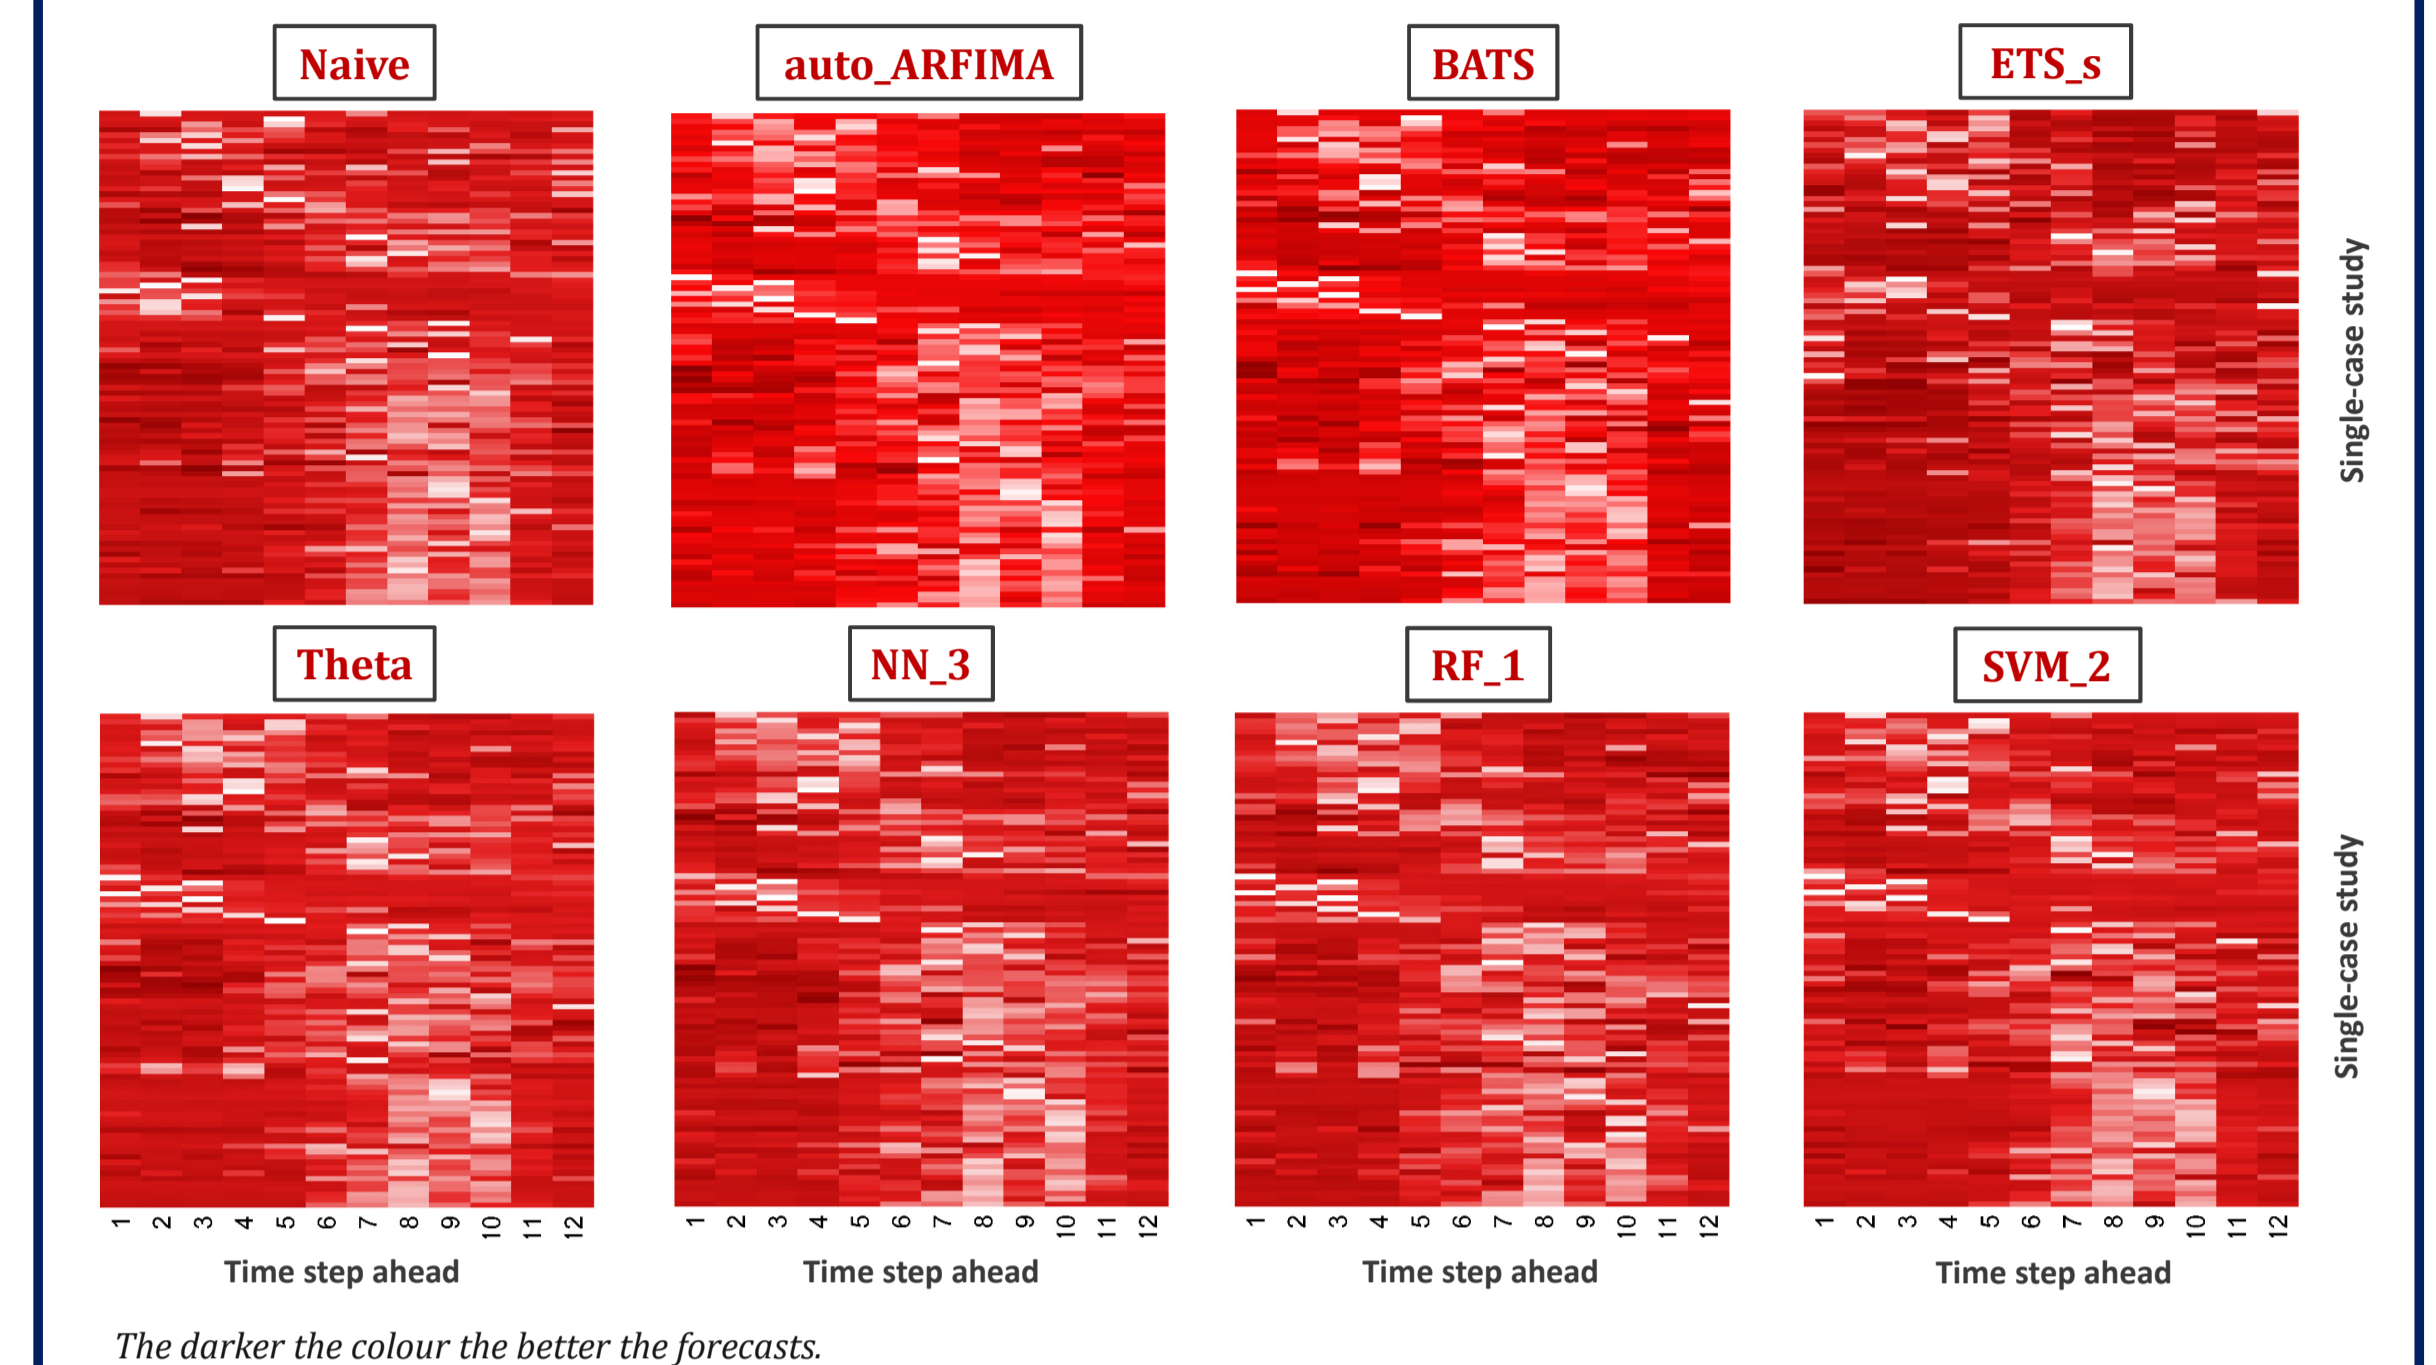 Naive
auto_ARFIMA
BATS
ETS_s
Single-case study
Theta
NN_3
RF_1
SVM_2
Single-case study
1 2 3 4 5 6 7 8 9 10 11 12
1 2 3 4 5 6 7 8 9 10 11 12
1 2 3 4 5 6 7 8 9 10 11 12
1 2 3 4 5 6 7 8 9 10 11 12
Time step ahead
Time step ahead
Time step ahead
Time step ahead
The darker the colour the better the forecasts.